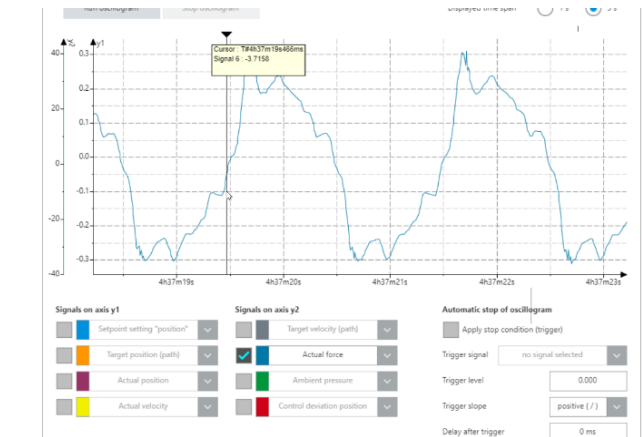 Run oscillogram Stop oscillogram Displayed time span 5 s
y1
Cursor : T#4h37m19s466ms
Signal 6 : -3.7150
40 0.3
0.2
20 0.1
0 0.0
-0.1
-20 -0.2
-0.3
-40
4h37m19s 4h37m20s 4h37m21s 4h37m22s 4h37m23s
Signals on axis y1 Signals on axis y2 Automatic stop of oscillogram
Setpoint setting "position" Target velocity (path) Apply stop condition (trigger)
Target position (path) Actual force Trigger signal no signal selected
Actual position Ambient pressure Trigger level 0.000
Actual velocity Control deviation position Trigger slope positive ( / )
Delay after trigger 0 ms